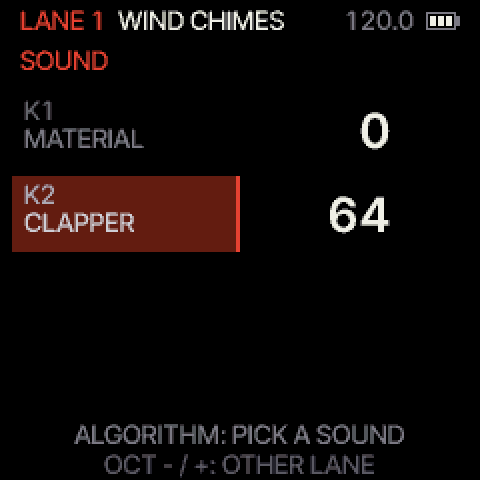 LANE 1 WIND CHIMES 120.0
SOUND
K1
MATERIAL 0
K2
CLAPPER 64
ALGORITHM: PICK A SOUND
OCT - / +: OTHER LANE